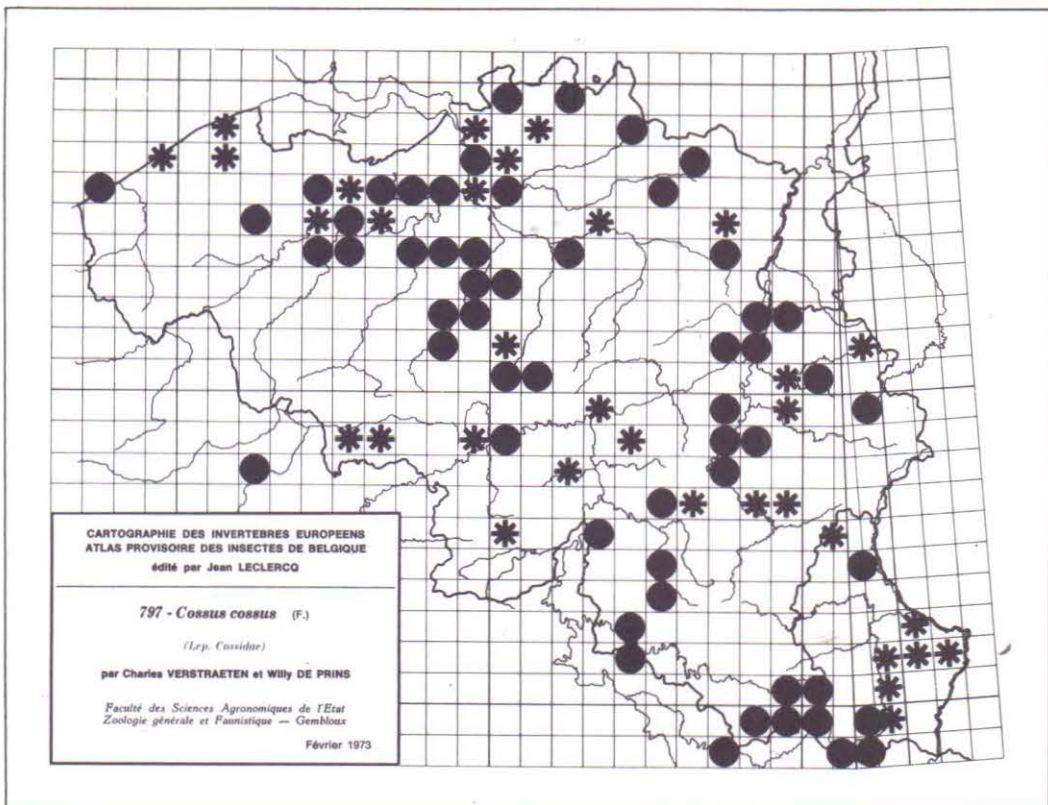 CARTOGRAPHIE DES INVERTEBRES EUROPEENS
ATLAS PROVISOIRE DES INSECTES DE BELGIQUE
édité par Jean LECLERCQ
797 - Cossus cossus (F.)
(Lep. Cossidae)
par Charles VERSTRAETEN et Willy DE PRINS
Faculté des Sciences Agronomiques de l'Etat
Zoologie générale et Faunistique — Gembloux
Février 1973